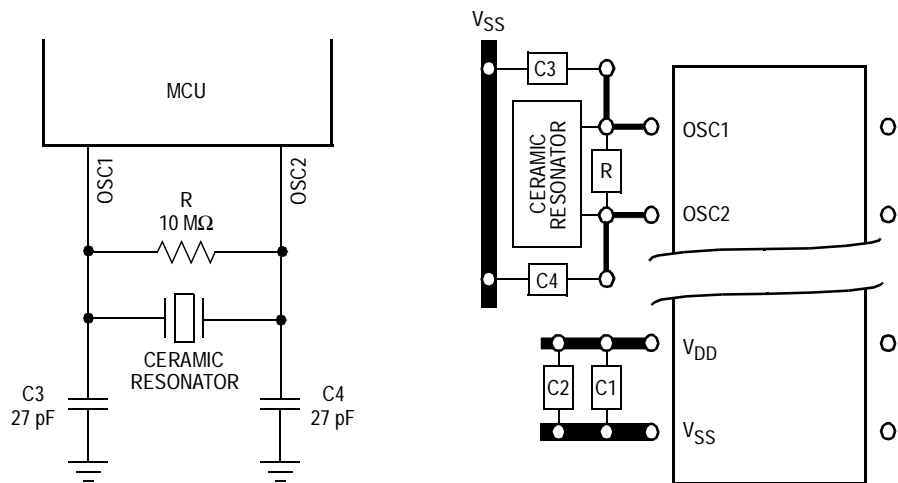 MCU
OSC1
OSC2
R
10 MΩ
CERAMIC
RESONATOR
C3
27 pF
C4
27 pF
VSS
C3
CERAMIC
RESONATOR
R
C4
OSC1
OSC2
C2
C1
VDD
VSS